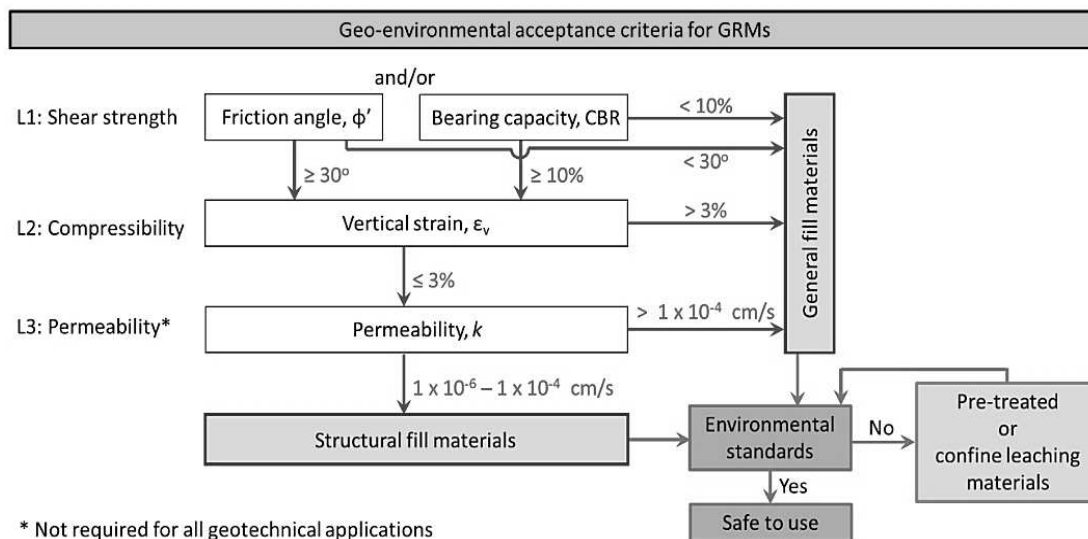 Geo-environmental acceptance criteria for GRMs
and/or
L1: Shear strength
Friction angle, ϕ'
Bearing capacity, CBR
< 10%
< 30°
≥ 30°
≥ 10%
General fill materials
L2: Compressibility
Vertical strain, εᵥ
> 3%
≤ 3%
L3: Permeability*
Permeability, k
> 1 x 10⁻⁴ cm/s
1 x 10⁻⁶ – 1 x 10⁻⁴ cm/s
Structural fill materials
Environmental
standards
No
Pre-treated
or
confine leaching
materials
Yes
Safe to use
* Not required for all geotechnical applications